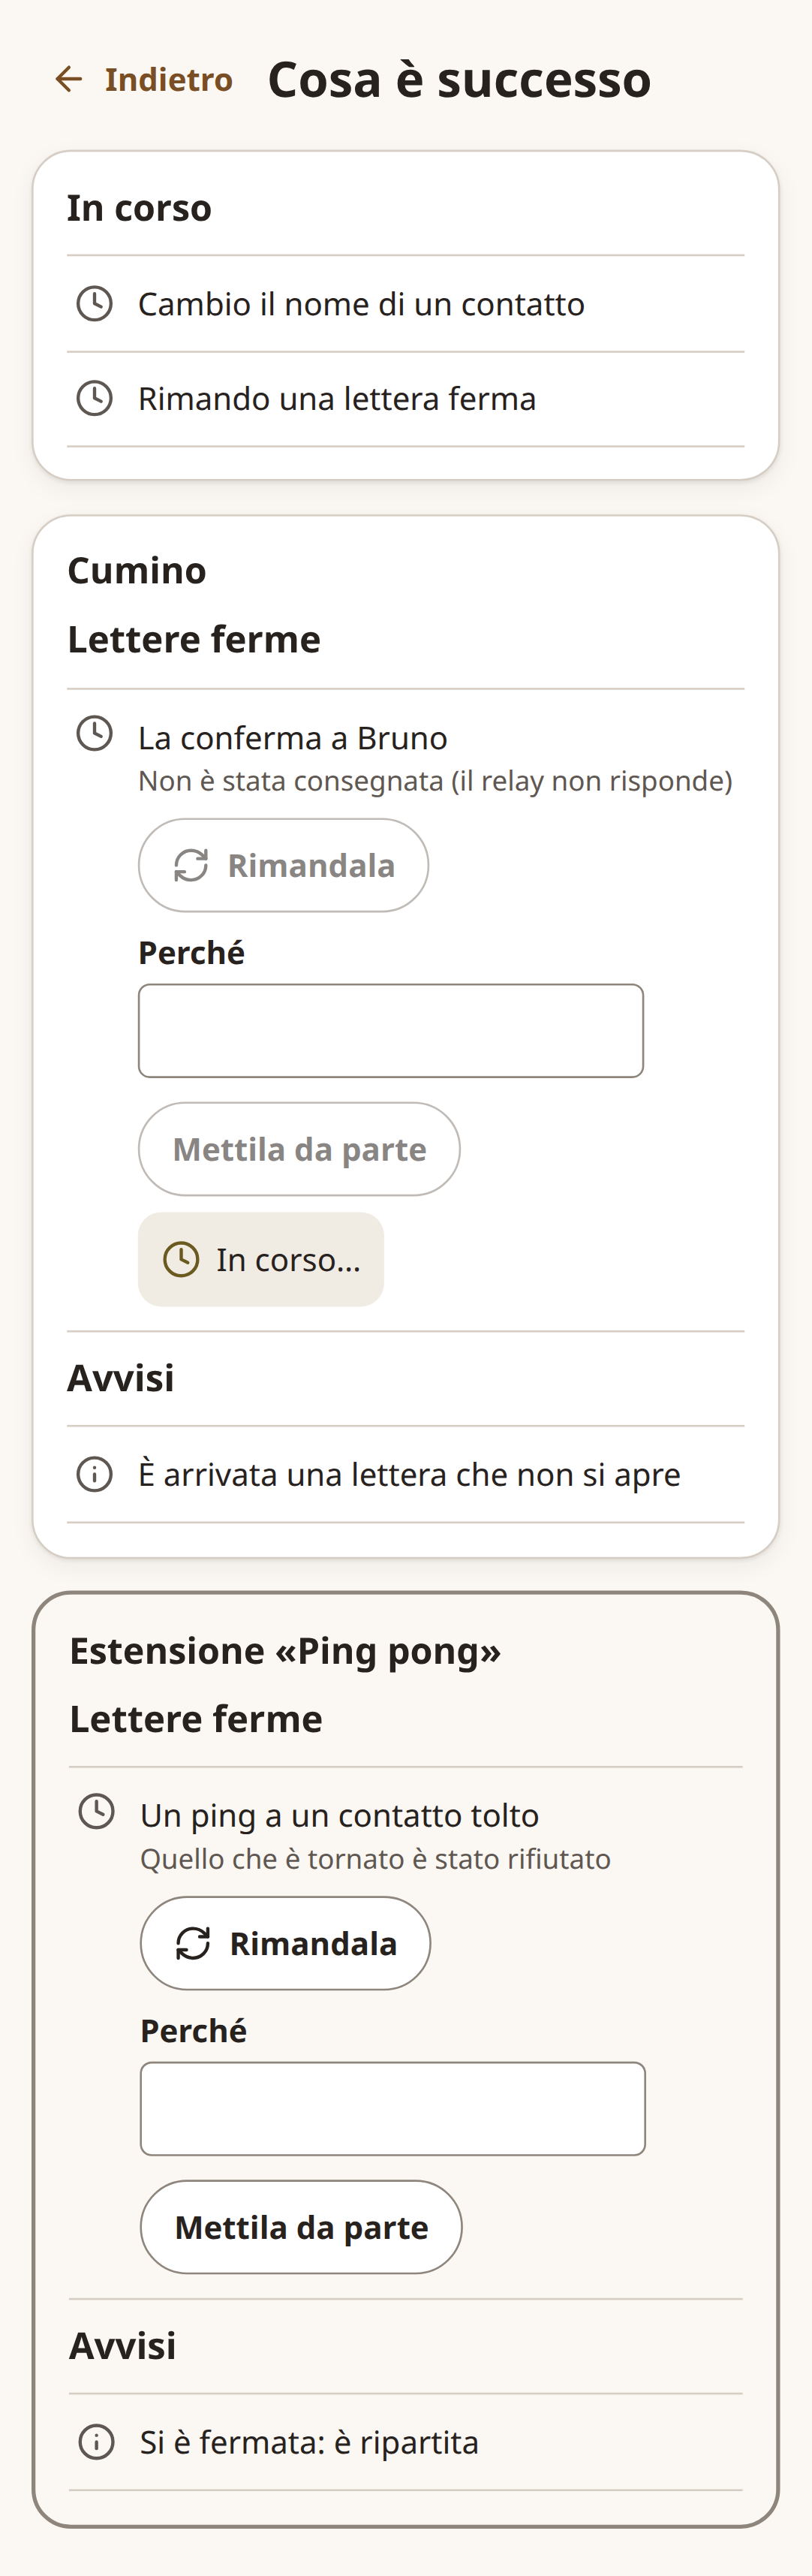 Indietro
Cosa è successo
In corso
Cambio il nome di un contatto
Rimando una lettera ferma
Cumino
Lettere ferme
La conferma a Bruno
Non è stata consegnata (il relay non risponde)
Rimandala
Perché
Mettila da parte
In corso...
Avvisi
È arrivata una lettera che non si apre
Estensione «Ping pong»
Lettere ferme
Un ping a un contatto tolto
Quello che è tornato è stato rifiutato
Rimandala
Perché
Mettila da parte
Avvisi
Si è fermata: è ripartita